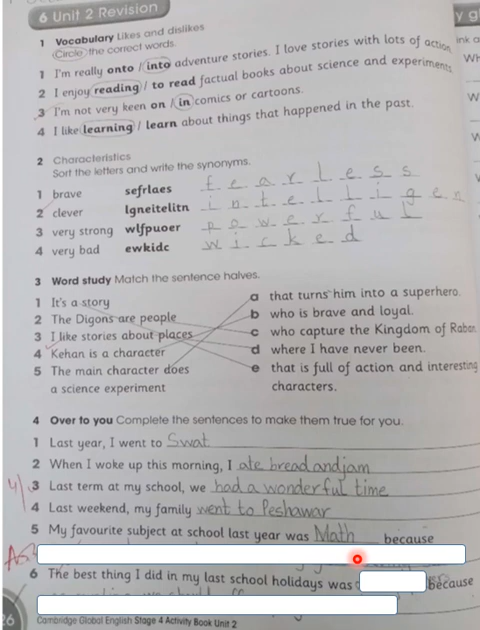 6 Unit 2 Revision
1 Vocabulary Likes and dislikes
Circle the correct words.
1 I'm really onto / into adventure stories. I love stories with lots of action.
2 I enjoy reading / to read factual books about science and experiments.
3 I'm not very keen on / in comics or cartoons.
4 I like learning / learn about things that happened in the past.
2 Characteristics
Sort the letters and write the synonyms.
1 brave sefrlaes f e a r l e s s
2 clever lgneitelitn i n t e l l i g e n
3 very strong wlfpuoer p o w e r f u l
4 very bad ewkidc w i c k e d
3 Word study Match the sentence halves.
1 It's a story
a that turns him into a superhero.
2 The Digons are people
b who is brave and loyal.
3 I like stories about places
c who capture the Kingdom of Rabar.
4 Kehan is a character
d where I have never been.
5 The main character does
a science experiment
e that is full of action and interesting
characters.
4 Over to you Complete the sentences to make them true for you.
1 Last year, I went to Swat
2 When I woke up this morning, I ate bread and jam
3 Last term at my school, we had a wonderful time
4 Last weekend, my family went to Peshawar
5 My favourite subject at school last year was Math because
6 The best thing I did in my last school holidays was because
26 Cambridge Global English Stage 4 Activity Book Unit 2